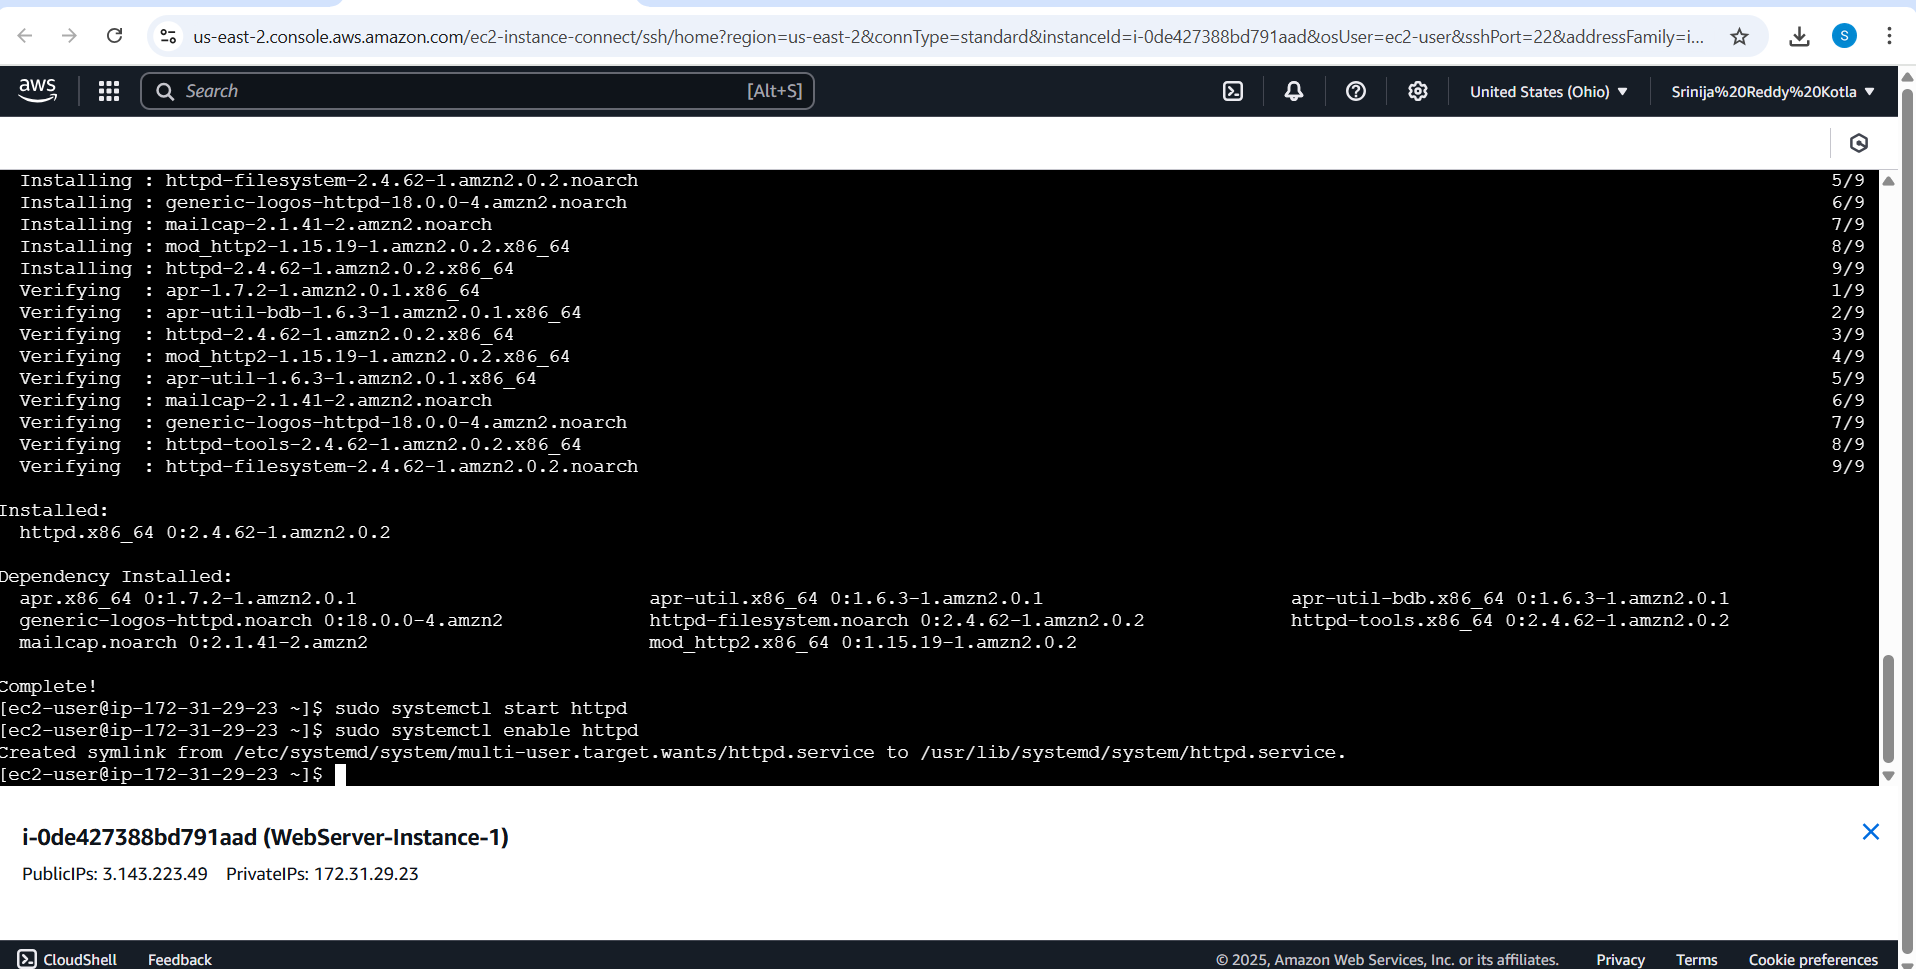 us-east-2.console.aws.amazon.com/ec2-instance-connect/ssh/home?region=us-east-2&connType=standard&instanceId=i-0de427388bd791aad&osUser=ec2-user&sshPort=22&addressFamily=i...
S
aws
Search [Alt+S]
United States (Ohio)
Srinija%20Reddy%20Kotla
Installing : httpd-filesystem-2.4.62-1.amzn2.0.2.noarch 5/9
Installing : generic-logos-httpd-18.0.0-4.amzn2.noarch 6/9
Installing : mailcap-2.1.41-2.amzn2.noarch 7/9
Installing : mod_http2-1.15.19-1.amzn2.0.2.x86_64 8/9
Installing : httpd-2.4.62-1.amzn2.0.2.x86_64 9/9
Verifying : apr-1.7.2-1.amzn2.0.1.x86_64 1/9
Verifying : apr-util-bdb-1.6.3-1.amzn2.0.1.x86_64 2/9
Verifying : httpd-2.4.62-1.amzn2.0.2.x86_64 3/9
Verifying : mod_http2-1.15.19-1.amzn2.0.2.x86_64 4/9
Verifying : apr-util-1.6.3-1.amzn2.0.1.x86_64 5/9
Verifying : mailcap-2.1.41-2.amzn2.noarch 6/9
Verifying : generic-logos-httpd-18.0.0-4.amzn2.noarch 7/9
Verifying : httpd-tools-2.4.62-1.amzn2.0.2.x86_64 8/9
Verifying : httpd-filesystem-2.4.62-1.amzn2.0.2.noarch 9/9
Installed:
httpd.x86_64 0:2.4.62-1.amzn2.0.2
Dependency Installed:
apr.x86_64 0:1.7.2-1.amzn2.0.1 apr-util.x86_64 0:1.6.3-1.amzn2.0.1 apr-util-bdb.x86_64 0:1.6.3-1.amzn2.0.1
generic-logos-httpd.noarch 0:18.0.0-4.amzn2 httpd-filesystem.noarch 0:2.4.62-1.amzn2.0.2 httpd-tools.x86_64 0:2.4.62-1.amzn2.0.2
mailcap.noarch 0:2.1.41-2.amzn2 mod_http2.x86_64 0:1.15.19-1.amzn2.0.2
Complete!
[ec2-user@ip-172-31-29-23 ~]$ sudo systemctl start httpd
[ec2-user@ip-172-31-29-23 ~]$ sudo systemctl enable httpd
Created symlink from /etc/systemd/system/multi-user.target.wants/httpd.service to /usr/lib/systemd/system/httpd.service.
[ec2-user@ip-172-31-29-23 ~]$
i-0de427388bd791aad (WebServer-Instance-1)
PublicIPs: 3.143.223.49 PrivateIPs: 172.31.29.23
CloudShell Feedback © 2025, Amazon Web Services, Inc. or its affiliates. Privacy Terms Cookie preferences